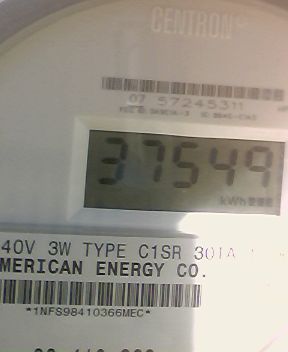 CENTRON
07 57245311
37549
kWh
40V 3W TYPE C1SR 30TA
MERICAN ENERGY CO.
*1NFS98410366MEC*